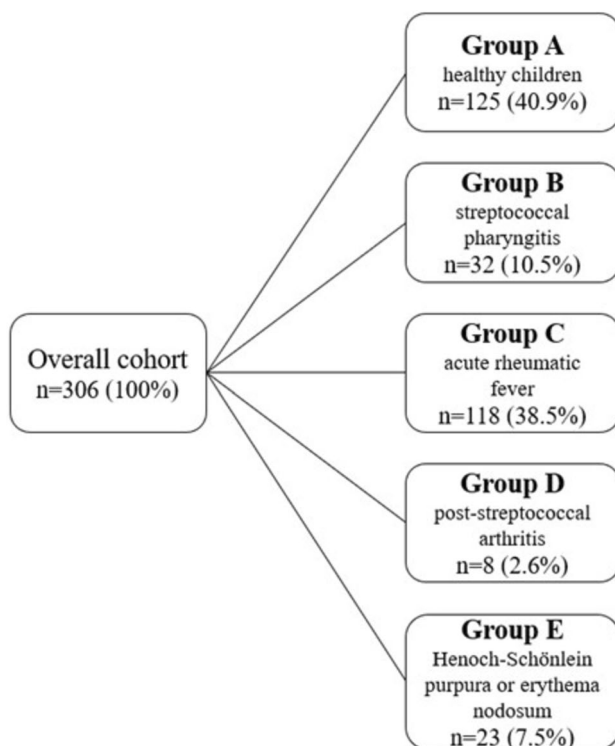 Group A
healthy children
n=125 (40.9%)
Group B
streptococcal
pharyngitis
n=32 (10.5%)
Overall cohort
n=306 (100%)
Group C
acute rheumatic
fever
n=118 (38.5%)
Group D
post-streptococcal
arthritis
n=8 (2.6%)
Group E
Henoch-Schönlein
purpura or erythema
nodosum
n=23 (7.5%)